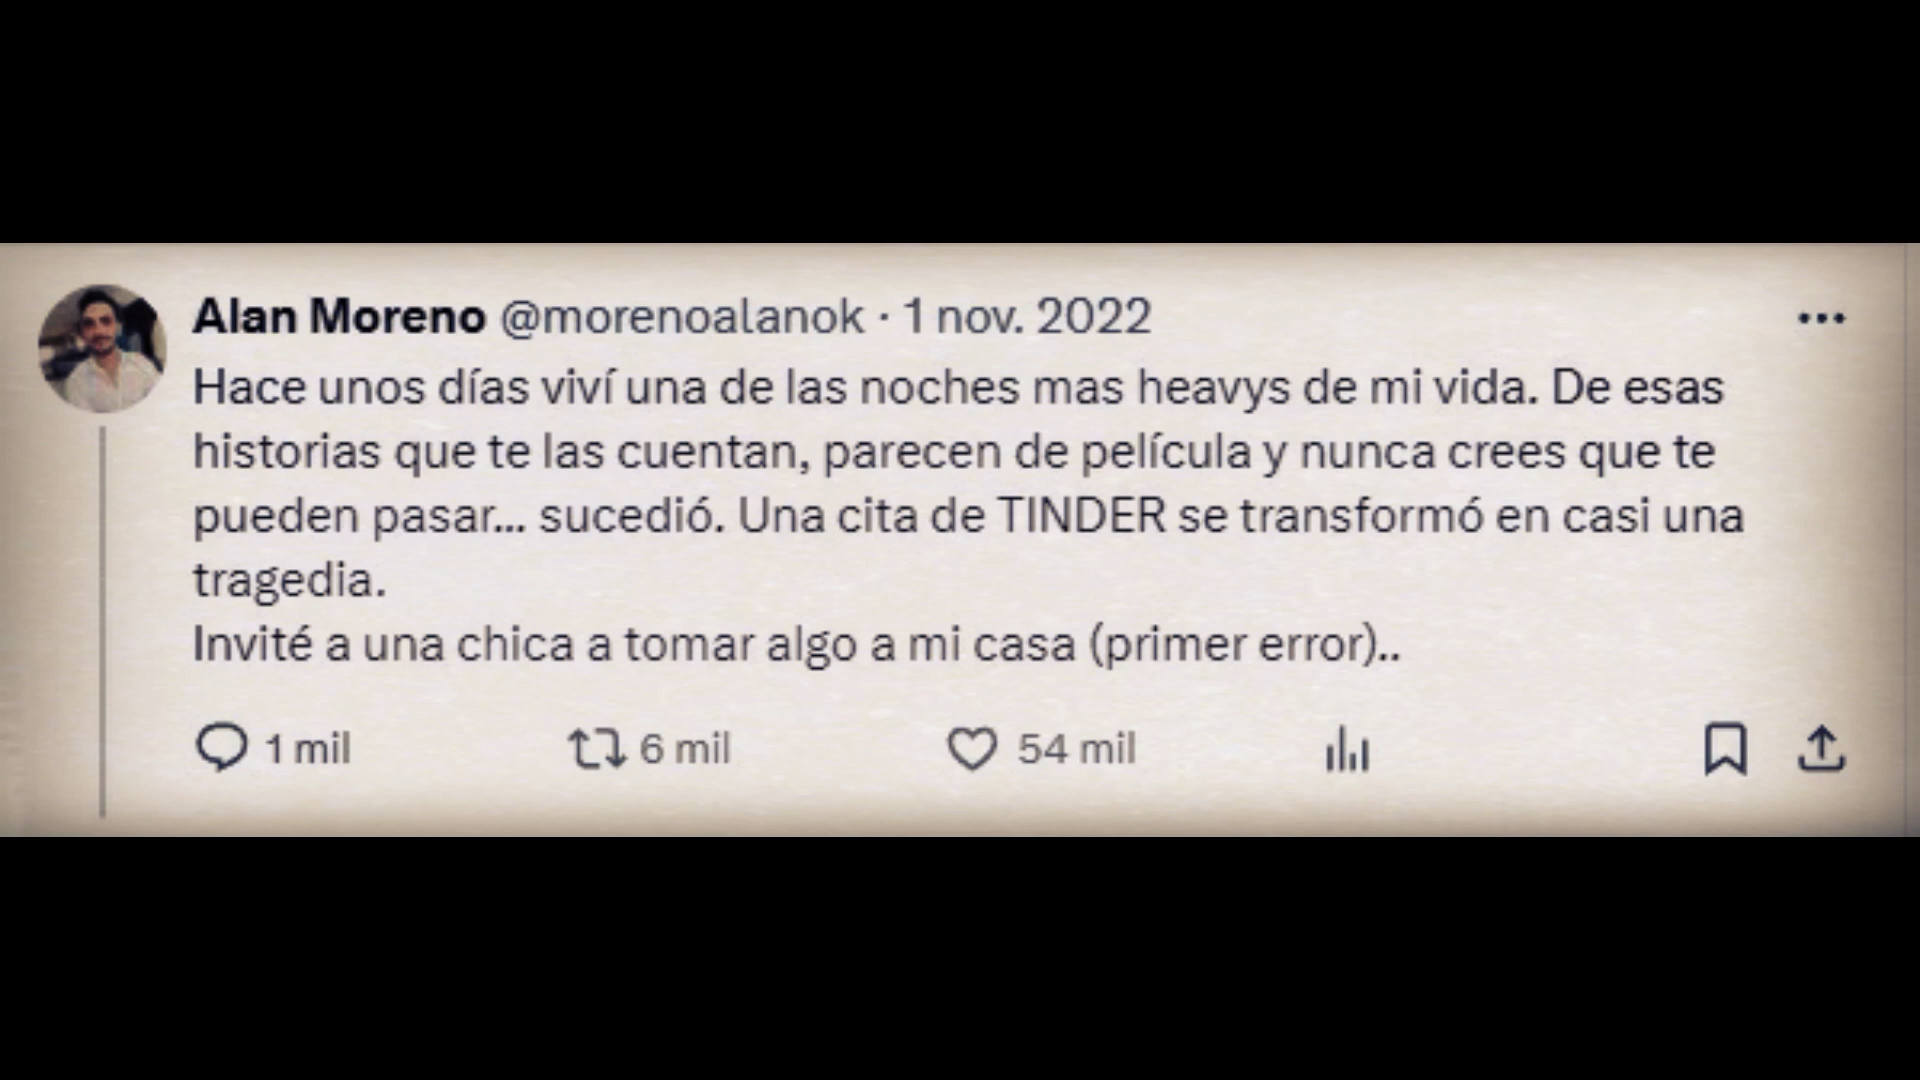 Alan Moreno @morenoalanok · 1 nov. 2022
Hace unos días viví una de las noches mas heavys de mi vida. De esas
historias que te las cuentan, parecen de película y nunca crees que te
pueden pasar... sucedió. Una cita de TINDER se transformó en casi una
tragedia.
Invité a una chica a tomar algo a mi casa (primer error)..
1 mil 6 mil 54 mil